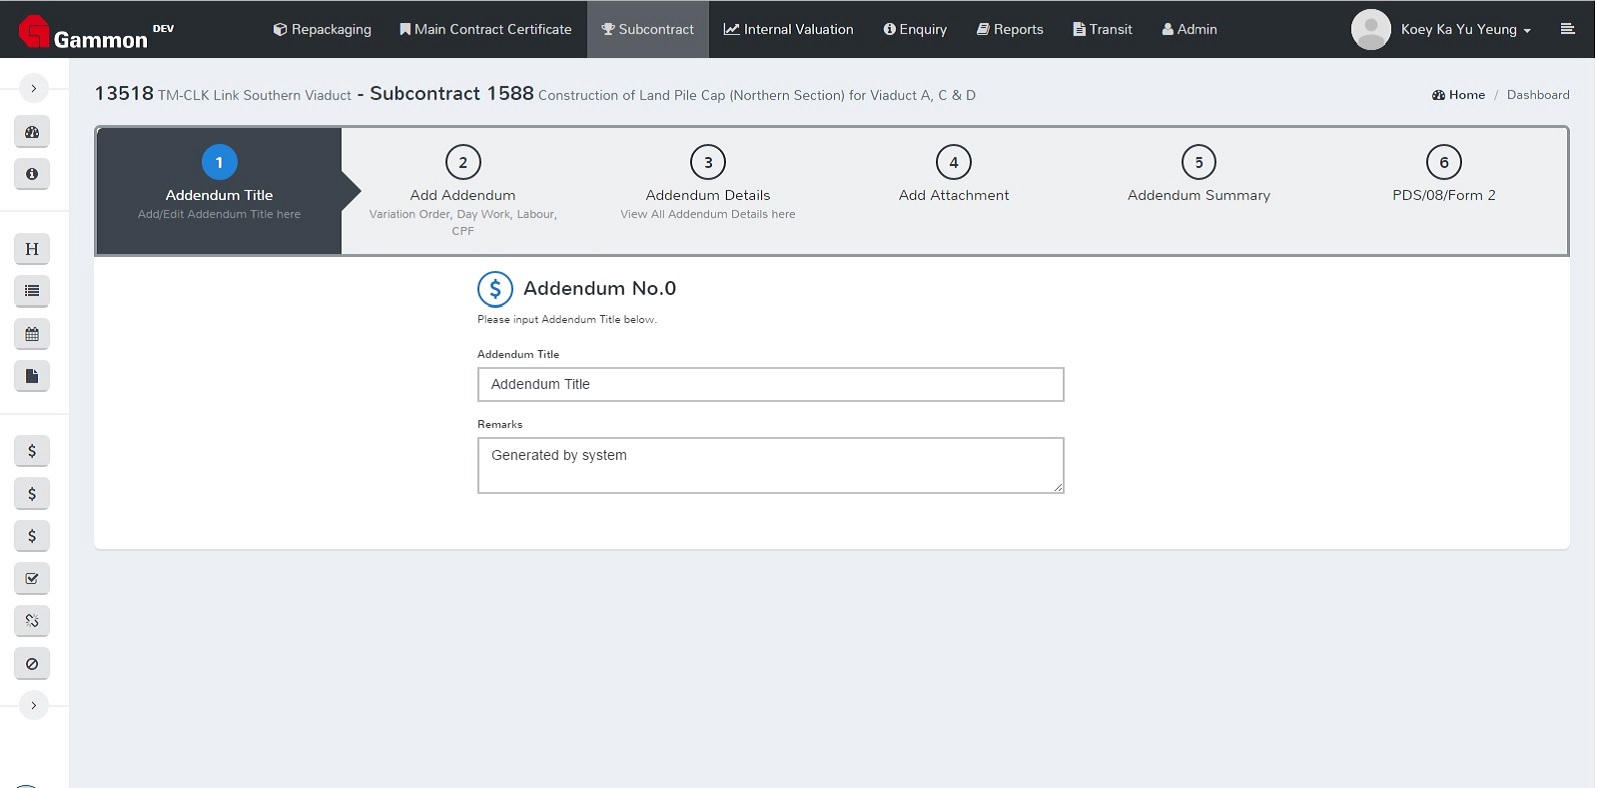 Gammon DEV
Repackaging Main Contract Certificate Subcontract Internal Valuation Enquiry Reports Transit Admin Koey Ka Yu Yeung
13518 TM-CLK Link Southern Viaduct - Subcontract 1588 Construction of Land Pile Cap (Northern Section) for Viaduct A, C & D
Home / Dashboard
1
Addendum Title
Add/Edit Addendum Title here
2
Add Addendum
Variation Order, Day Work, Labour,
CPF
3
Addendum Details
View All Addendum Details here
4
Add Attachment
5
Addendum Summary
6
PDS/08/Form 2
H
$
$
$
$ Addendum No.0
Please input Addendum Title below.
Addendum Title
Addendum Title
Remarks
Generated by system